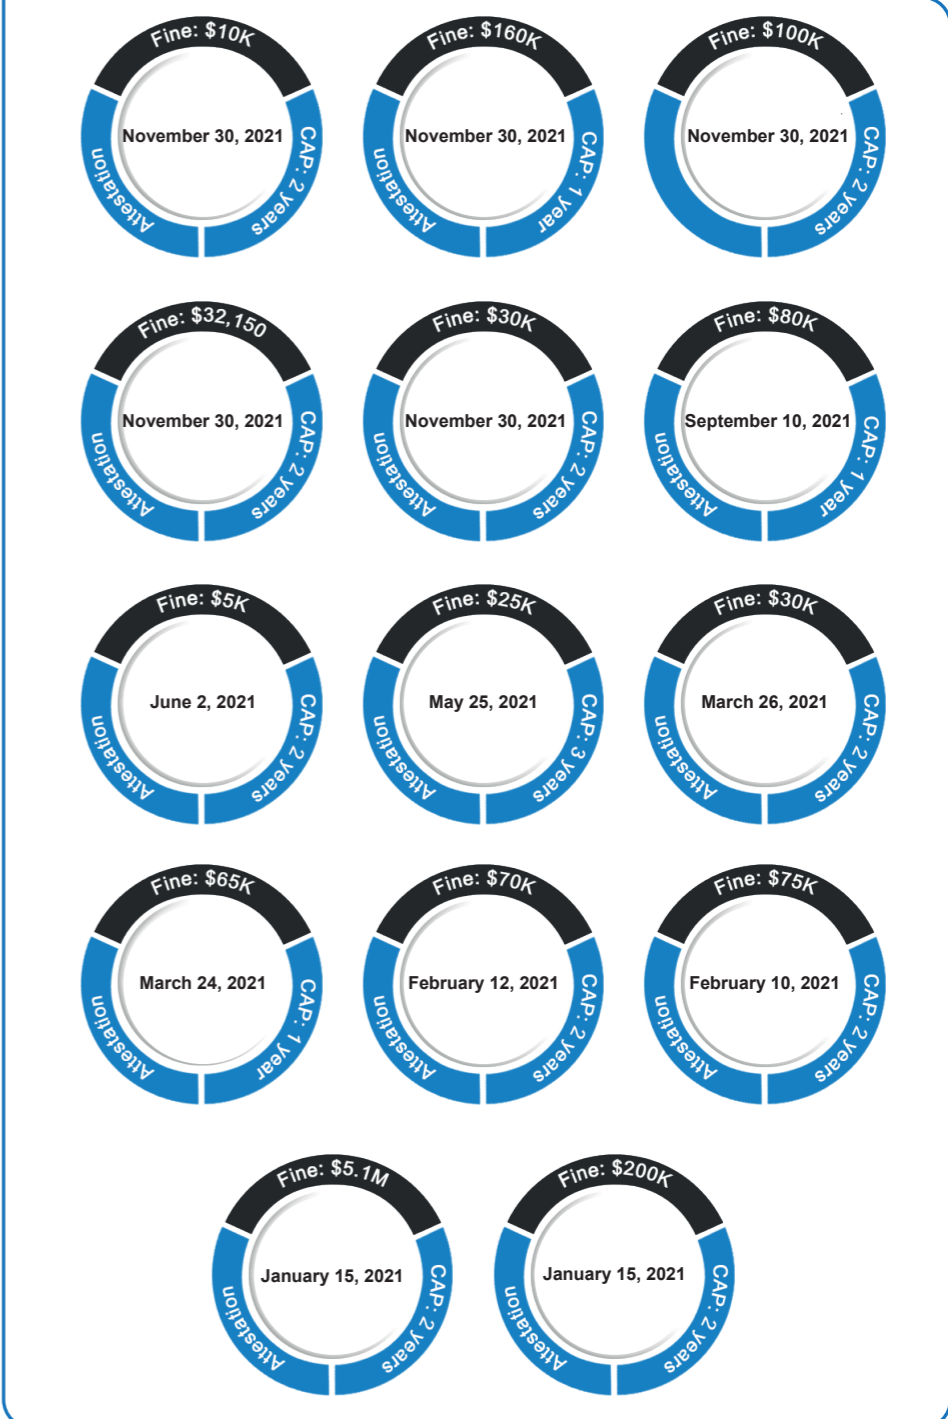 Fine: $10K
November 30, 2021
CAP: 2 years
Attestation
Fine: $160K
November 30, 2021
CAP: 1 year
Attestation
Fine: $100K
November 30, 2021
CAP: 2 years
Fine: $32,150
November 30, 2021
CAP: 2 years
Attestation
Fine: $30K
November 30, 2021
CAP: 2 years
Attestation
Fine: $80K
September 10, 2021
CAP: 1 year
Attestation
Fine: $5K
June 2, 2021
CAP: 2 years
Attestation
Fine: $25K
May 25, 2021
CAP: 3 years
Attestation
Fine: $30K
March 26, 2021
CAP: 2 years
Attestation
Fine: $65K
March 24, 2021
CAP: 1 year
Attestation
Fine: $70K
February 12, 2021
CAP: 2 years
Attestation
Fine: $75K
February 10, 2021
CAP: 2 years
Attestation
Fine: $5.1M
January 15, 2021
CAP: 2 years
Attestation
Fine: $200K
January 15, 2021
CAP: 2 years
Attestation